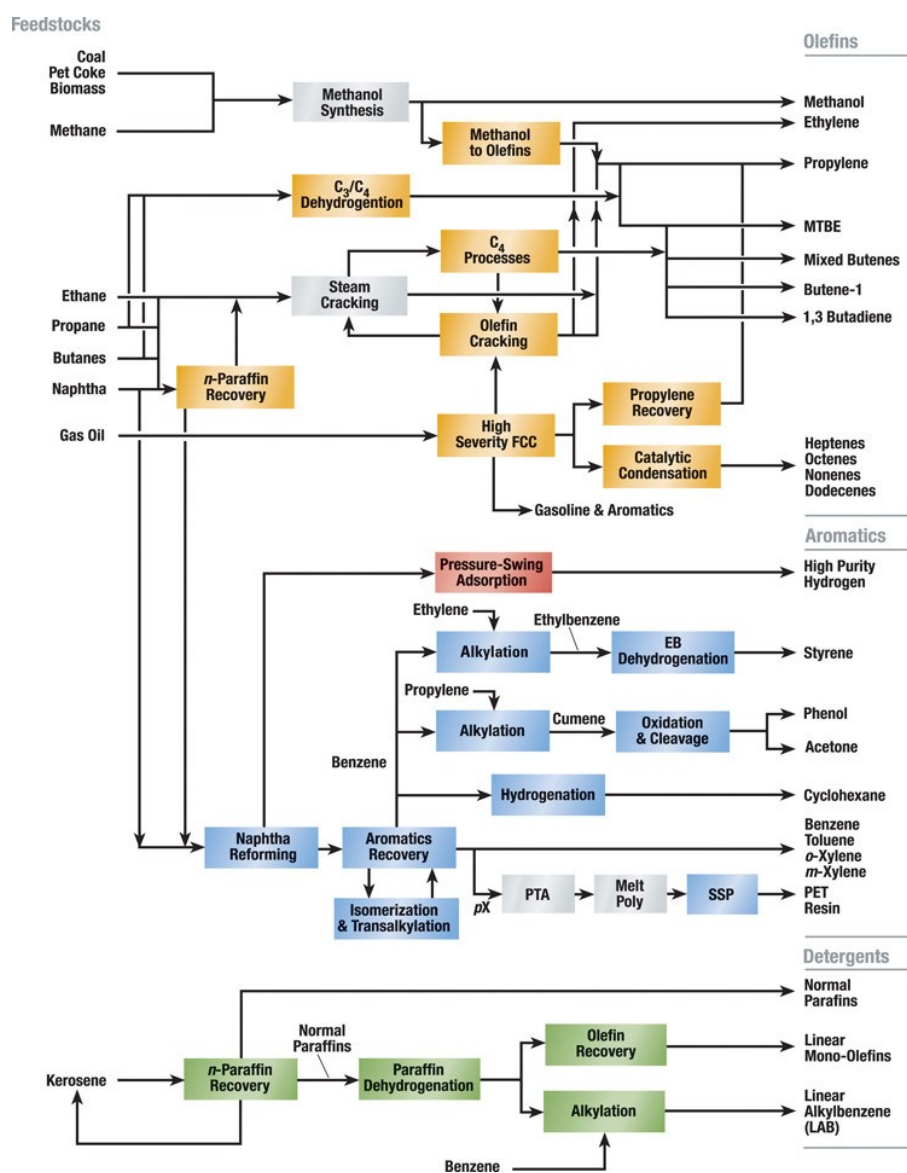 Feedstocks
Olefins
Coal
Pet Coke
Biomass
Methane
Methanol
Synthesis
Methanol
Ethylene
Methanol
to Olefins
Propylene
C3/C4
Dehydrogention
MTBE
C4
Processes
Mixed Butenes
Ethane
Steam
Cracking
Butene-1
Propane
Olefin
Cracking
1,3 Butadiene
Butanes
Naphtha
n-Paraffin
Recovery
Propylene
Recovery
Gas Oil
High
Severity FCC
Catalytic
Condensation
Heptenes
Octenes
Nonenes
Dodecenes
Gasoline & Aromatics
Aromatics
Pressure-Swing
Adsorption
High Purity
Hydrogen
Ethylene
Ethylbenzene
Alkylation
EB
Dehydrogenation
Styrene
Propylene
Alkylation
Cumene
Oxidation
& Cleavage
Phenol
Acetone
Benzene
Hydrogenation
Cyclohexane
Naphtha
Reforming
Aromatics
Recovery
Benzene
Toluene
o-Xylene
m-Xylene
Isomerization
& Transalkylation
pX
PTA
Melt
Poly
SSP
PET
Resin
Detergents
Normal
Parafins
Kerosene
n-Paraffin
Recovery
Normal
Paraffins
Paraffin
Dehydrogenation
Olefin
Recovery
Linear
Mono-Olefins
Alkylation
Linear
Alkylbenzene
(LAB)
Benzene